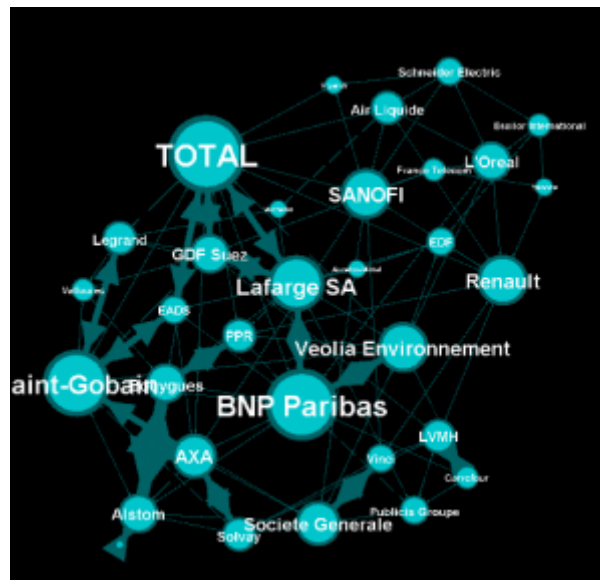 Schneider Electric
Air Liquide
Essilor International
TOTAL
France Telecom
L'Oreal
SANOFI
Legrand
GDF Suez
EDF
Lafarge SA
Renault
EADS
PPR
Veolia Environnement
aint-Gobain
Bouygues
BNP Paribas
LVMH
AXA
Vinci
Carrefour
Alstom
Societe Generale
Publicis Groupe
Solvay